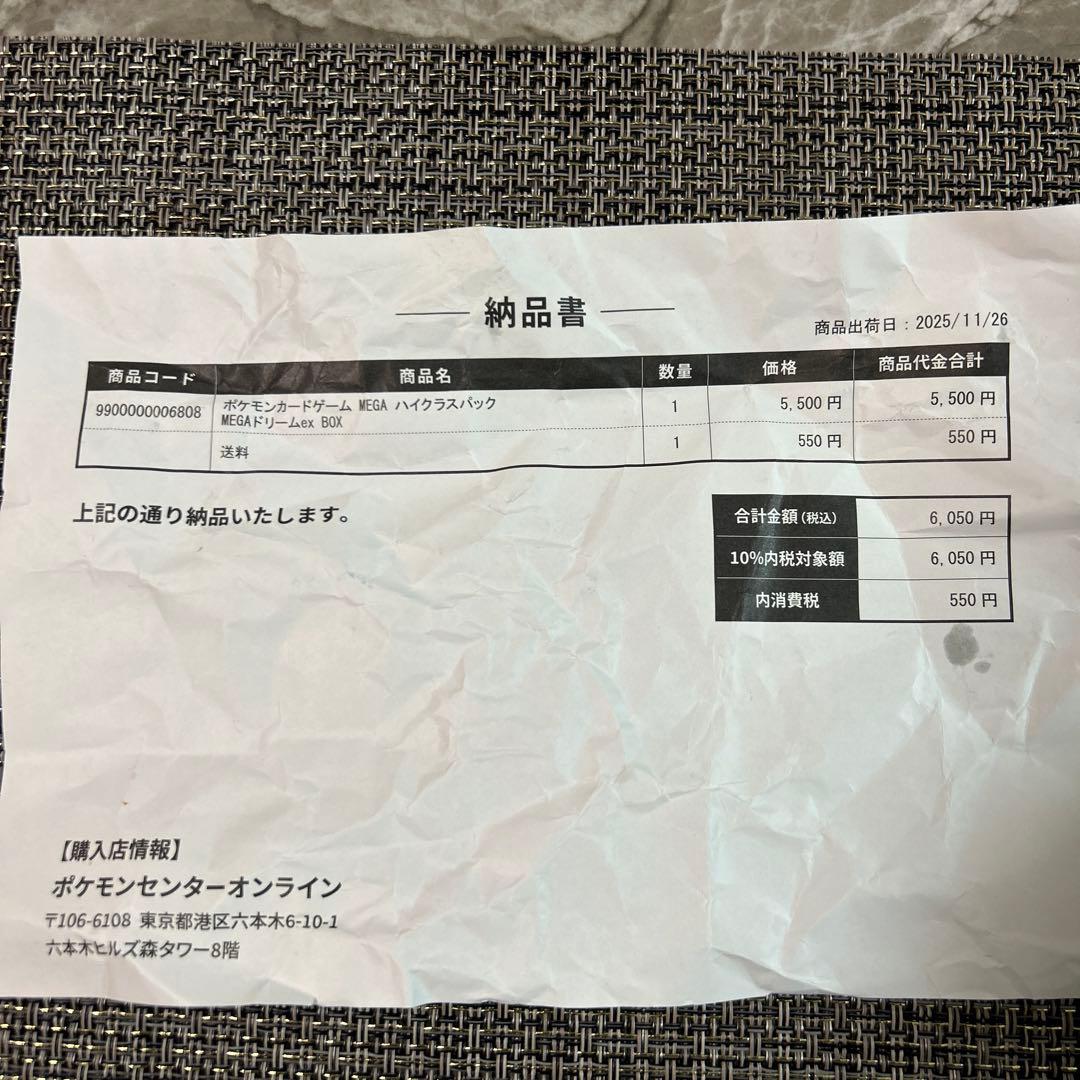 納品書
商品出荷日：2025/11/26
商品コード 商品名 数量 価格 商品代金合計
9900000006808 ポケモンカードゲーム MEGA ハイクラスパック 1 5,500 円 5,500 円
MEGAドリームex BOX
送料 1 550 円 550 円
上記の通り納品いたします。
合計金額(税込) 6,050 円
10%内税対象額 6,050 円
内消費税 550 円
【購入店情報】
ポケモンセンターオンライン
〒106-6108 東京都港区六本木6-10-1
六本木ヒルズ森タワー8階